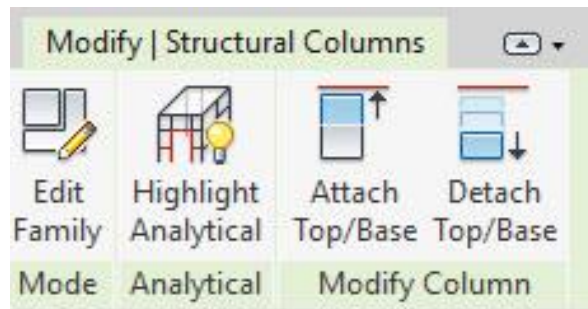 Modify | Structural Columns
Edit Family
Highlight Analytical
Attach Top/Base
Detach Top/Base
Mode
Analytical
Modify Column